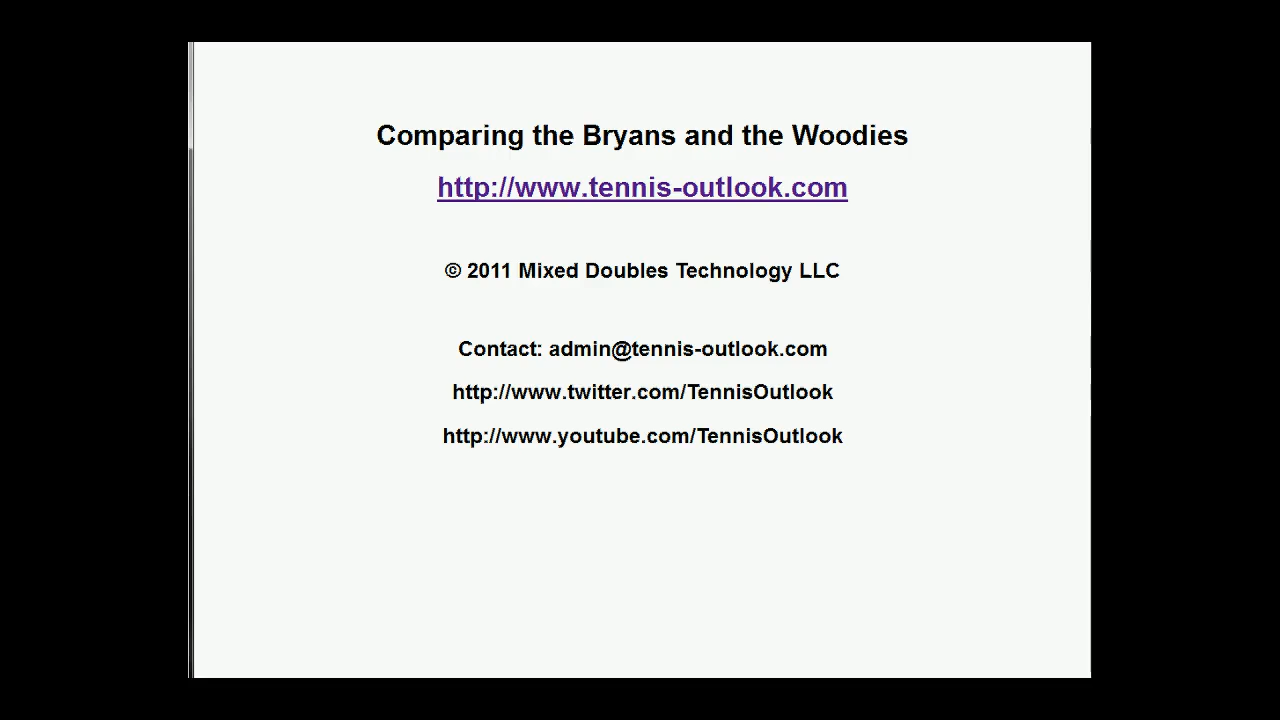 Comparing the Bryans and the Woodies
http://www.tennis-outlook.com
© 2011 Mixed Doubles Technology LLC
Contact: admin@tennis-outlook.com
http://www.twitter.com/TennisOutlook
http://www.youtube.com/TennisOutlook